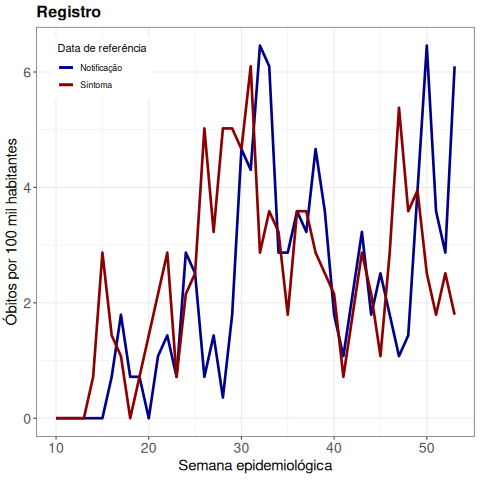 Registro
Data de referência
Notificação
Sintoma
Óbitos por 100 mil habitantes
6
4
2
0
10 20 30 40 50
Semana epidemiológica